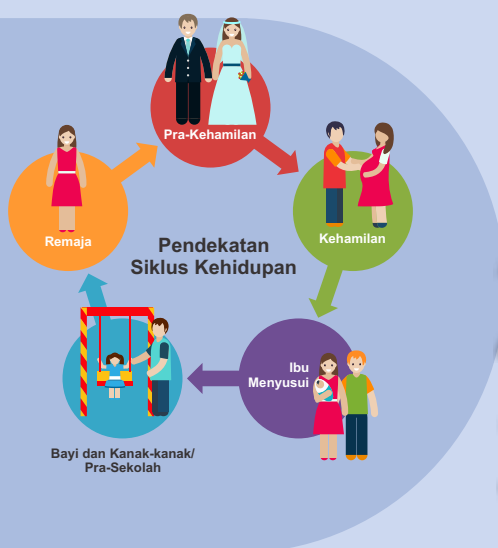 Pra-Kehamilan
Remaja
Kehamilan
Pendekatan
Siklus Kehidupan
Ibu
Menyusui
Bayi dan Kanak-kanak/
Pra-Sekolah